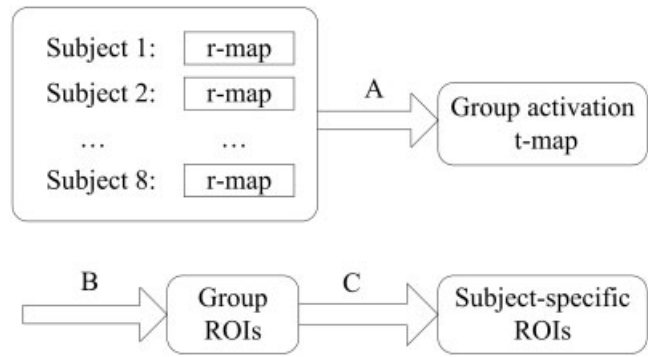 Subject 1: r-map
Subject 2: r-map
... ...
Subject 8: r-map
A
Group activation
t-map
B
Group
ROIs
C
Subject-specific
ROIs